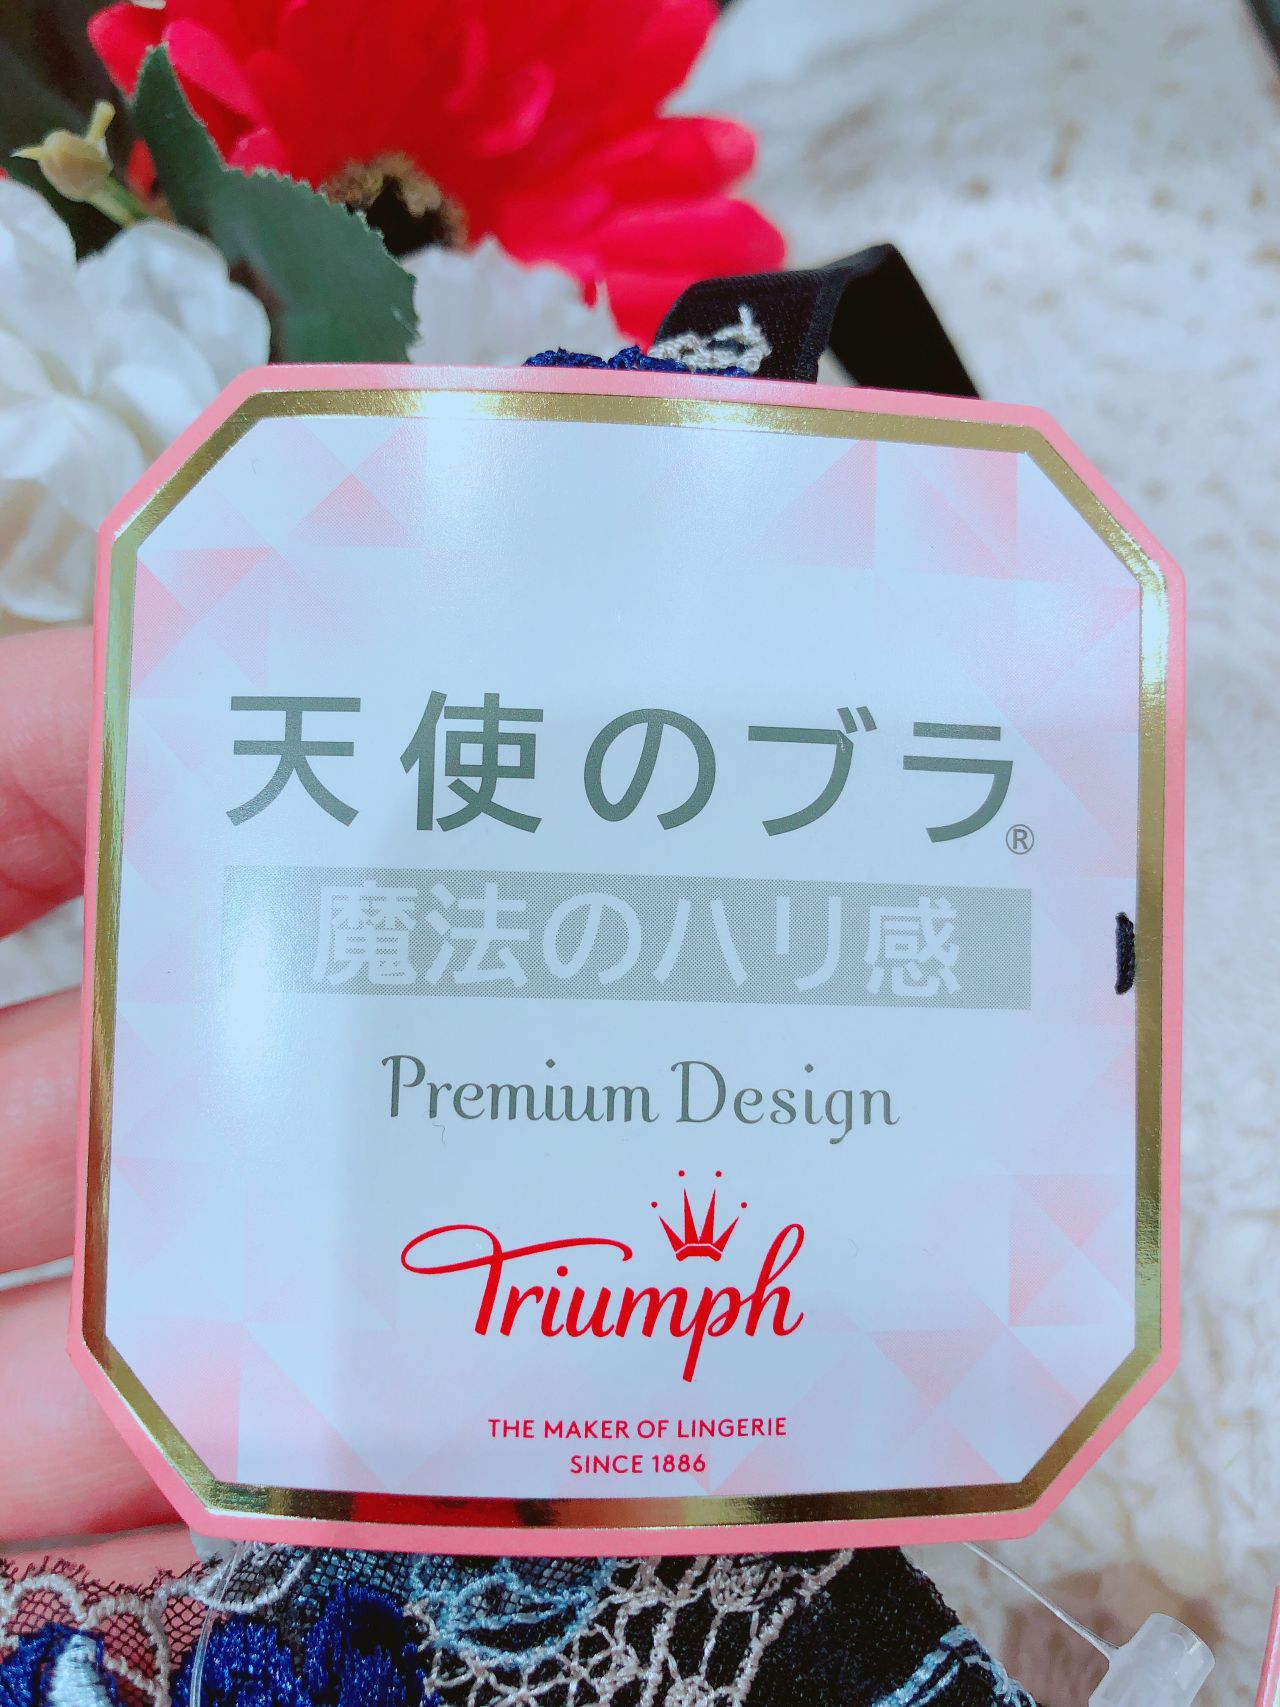 天使のブラ®
魔法のハリ感
Premium Design
Triumph
THE MAKER OF LINGERIE
SINCE 1886